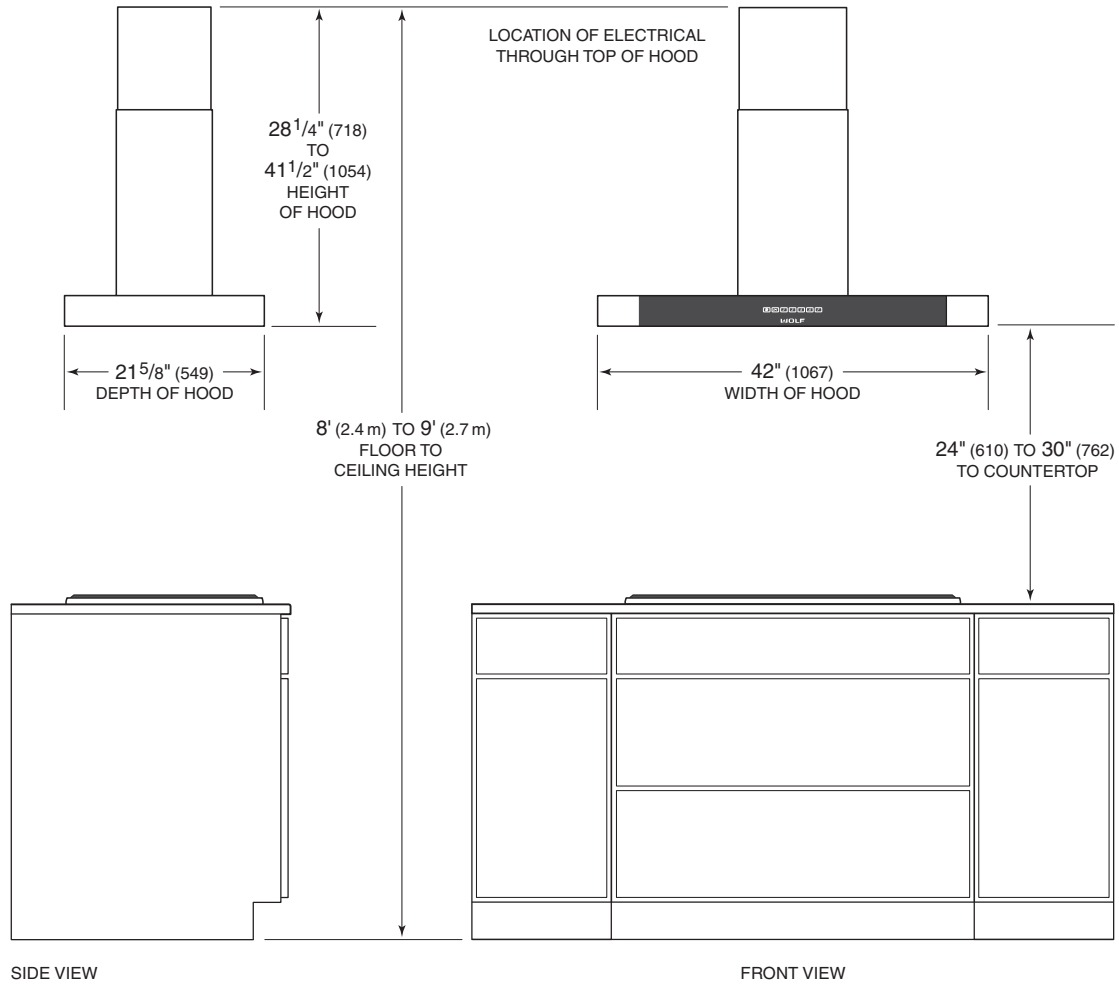 LOCATION OF ELECTRICAL
THROUGH TOP OF HOOD
28 1/4" (718)
TO
41 1/2" (1054)
HEIGHT
OF HOOD
WOLF
21 5/8" (549)
DEPTH OF HOOD
42" (1067)
WIDTH OF HOOD
8' (2.4 m) TO 9' (2.7 m)
FLOOR TO
CEILING HEIGHT
24" (610) TO 30" (762)
TO COUNTERTOP
SIDE VIEW
FRONT VIEW